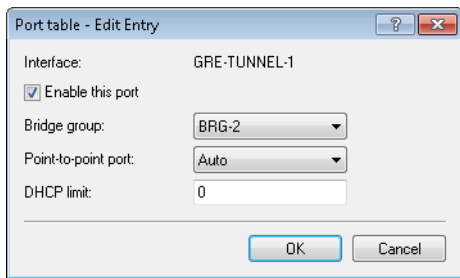 Port table - Edit Entry
Interface: GRE-TUNNEL-1
Enable this port
Bridge group: BRG-2
Point-to-point port: Auto
DHCP limit: 0
OK Cancel